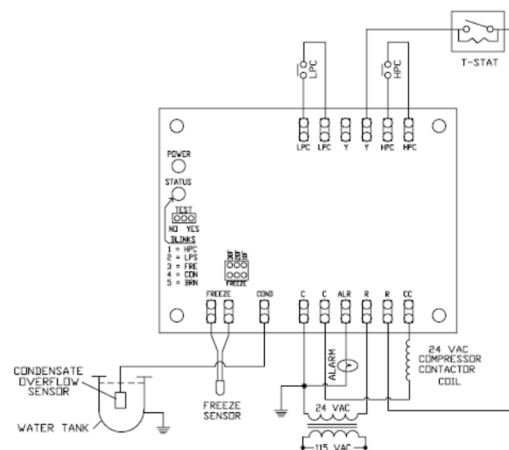 T-STAT
LPC
HPC
LPC LPC Y Y HPC HPC
POWER
STATUS
TEST
NO YES
BLINKS
1 = HPC
2 = LPS
3 = FRE
4 = CON
5 = BRN
FREEZE
FREEZE COND C C ALR R R CC
ALARM
24 VAC
COMPRESSOR
CONTACTOR
COIL
CONDENSATE
OVERFLOW
SENSOR
FREEZE
SENSOR
WATER TANK
24 VAC
115 VAC